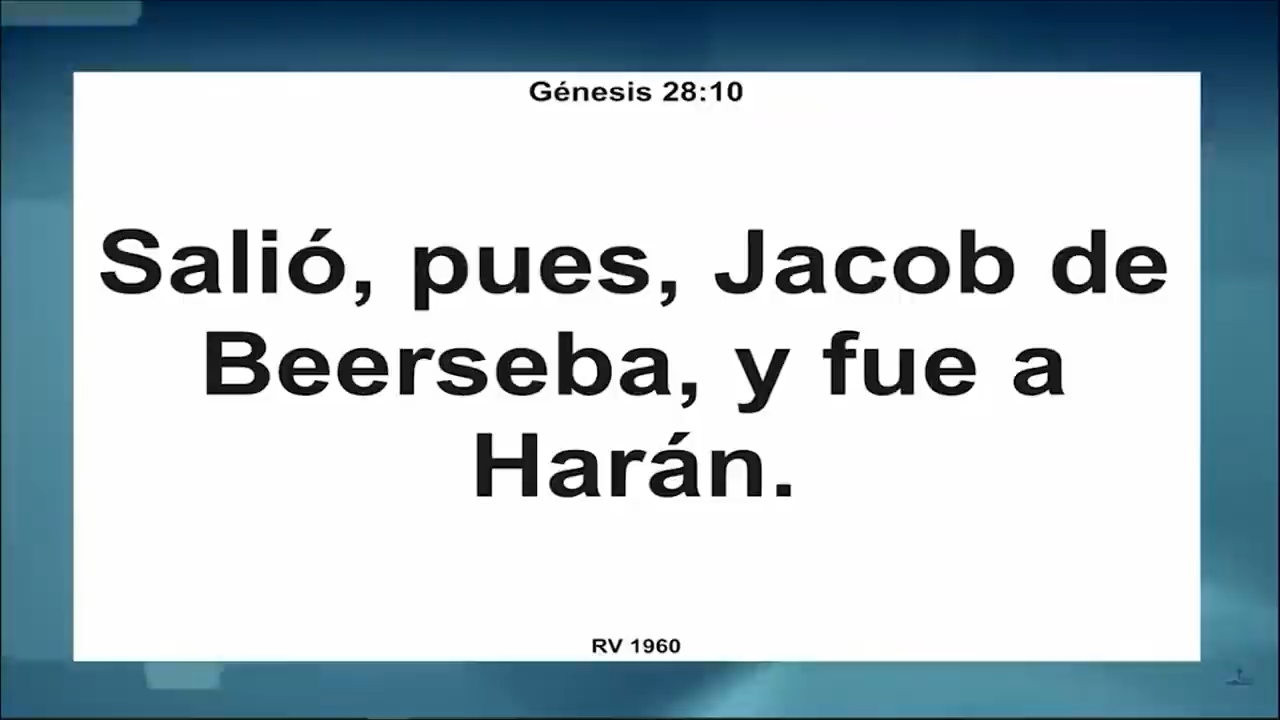 Génesis 28:10
Salió, pues, Jacob de
Beerseba, y fue a
Harán.
RV 1960